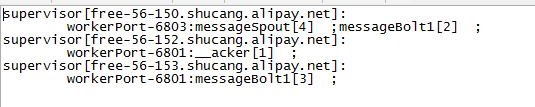 supervisor[free-56-150.shucang.alipay.net]:
workerPort-6803:messageSpout[4]  ;messageBolt1[2]  ;
supervisor[free-56-152.shucang.alipay.net]:
workerPort-6801:__acker[1]  ;
supervisor[free-56-153.shucang.alipay.net]:
workerPort-6801:messageBolt1[3]  ;